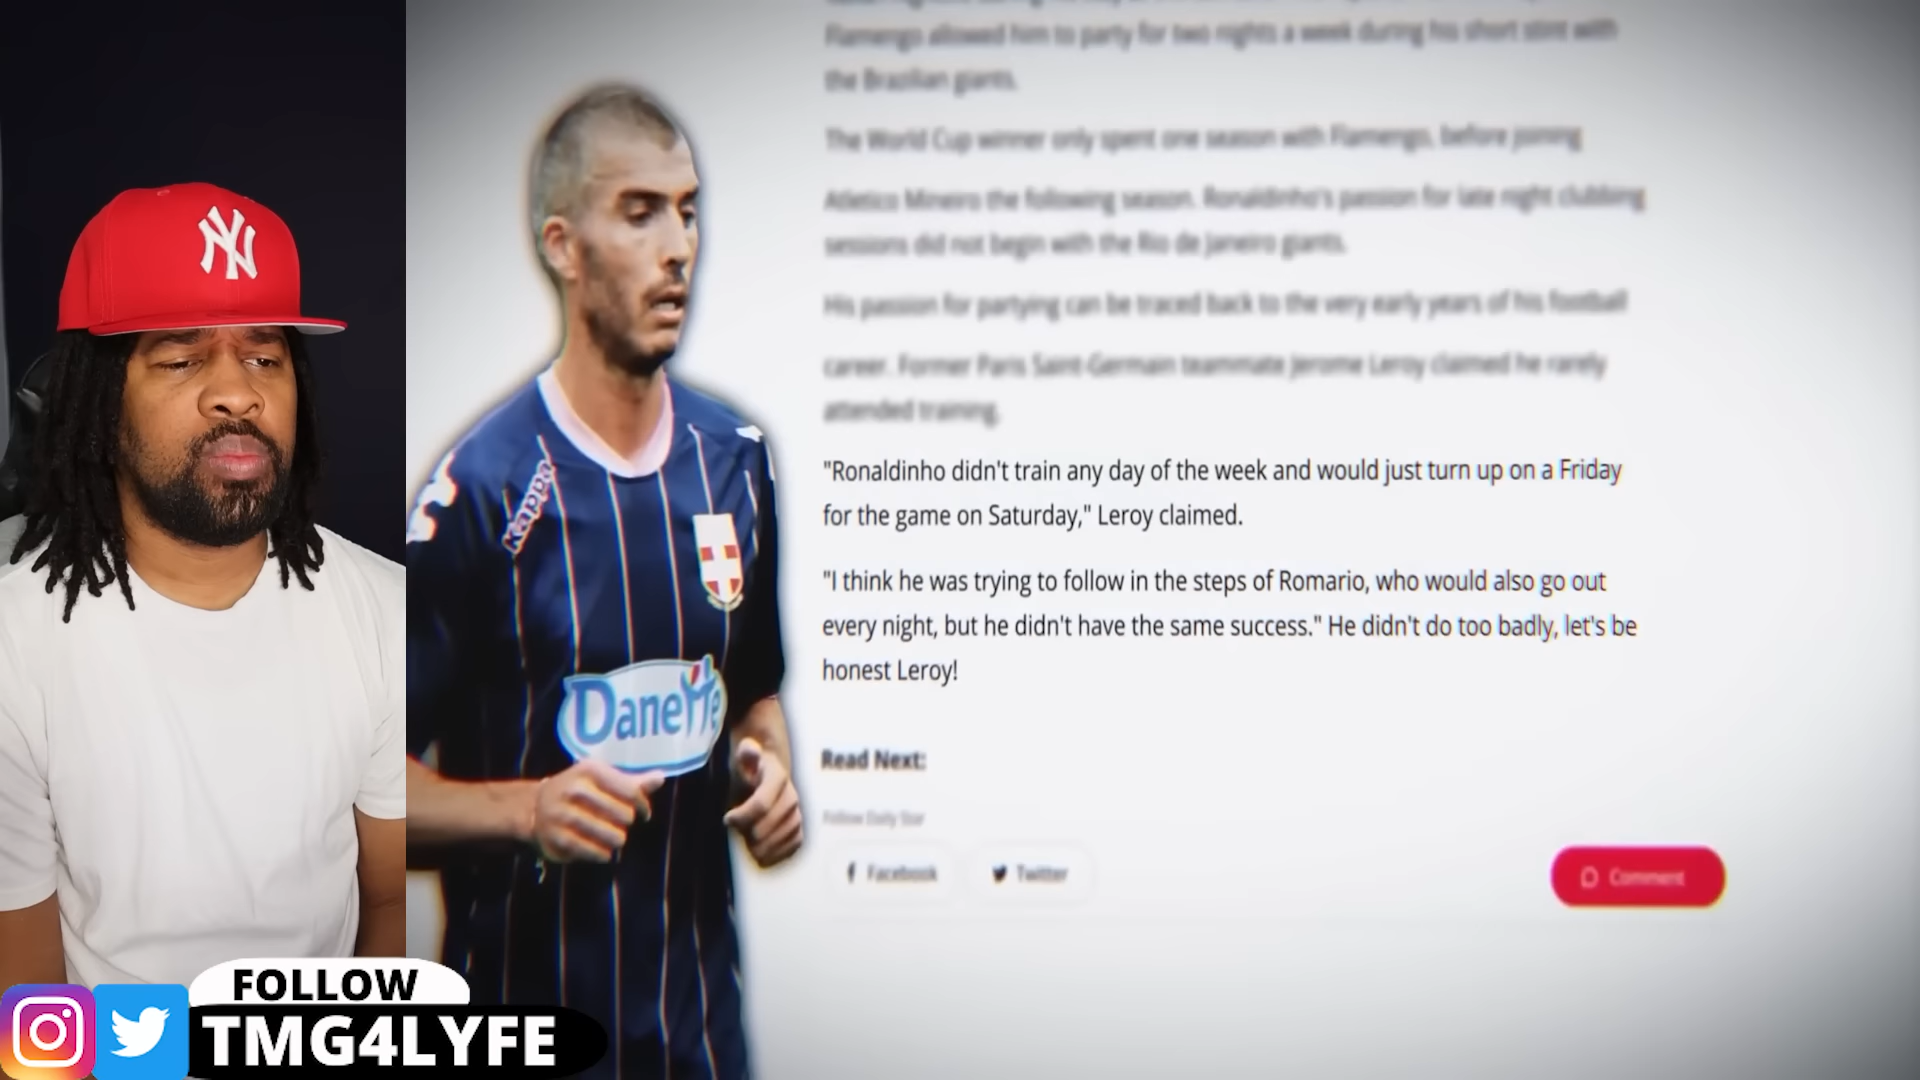 Flamengo allowed him to party for two nights a week during his short stint with
the Brazilian giants.
The World Cup winner only spent one season with Flamengo, before joining
Atletico Mineiro the following season. Ronaldinho's passion for late night clubbing
sessions did not begin with the Rio de Janeiro giants.
His passion for partying can be traced back to the very early years of his football
career. Former Paris Saint-Germain teammate Jerome Leroy claimed he rarely
attended training.
"Ronaldinho didn't train any day of the week and would just turn up on a Friday
for the game on Saturday," Leroy claimed.
"I think he was trying to follow in the steps of Romario, who would also go out
every night, but he didn't have the same success." He didn't do too badly, let's be
honest Leroy!
Read Next:
Follow Daily Star
Facebook Twitter
Comment
NY
Kappa
Danette
FOLLOW
TMG4LYFE